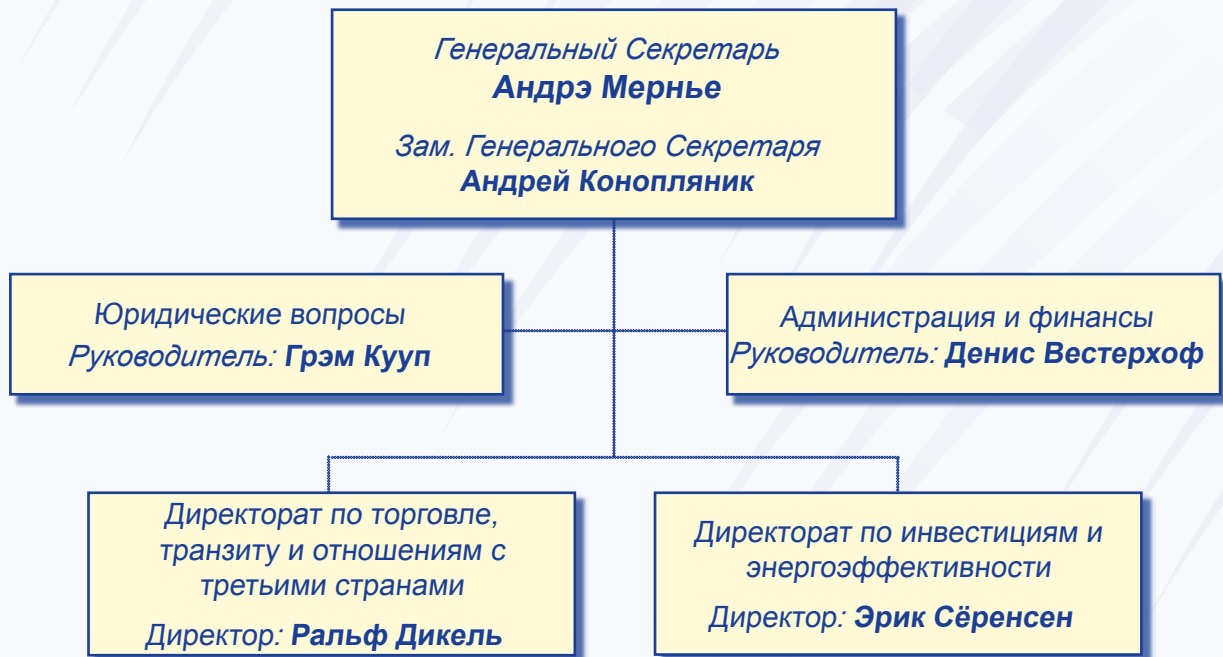 Генеральный Секретарь
Андрэ Мернье
Зам. Генерального Секретаря
Андрей Конопляник
Юридические вопросы
Руководитель: Грэм Кууп
Администрация и финансы
Руководитель: Денис Вестерхоф
Директорат по торговле,
транзиту и отношениям с
третьими странами
Директор: Ральф Дикель
Директорат по инвестициям и
энергоэффективности
Директор: Эрик Сёренсен